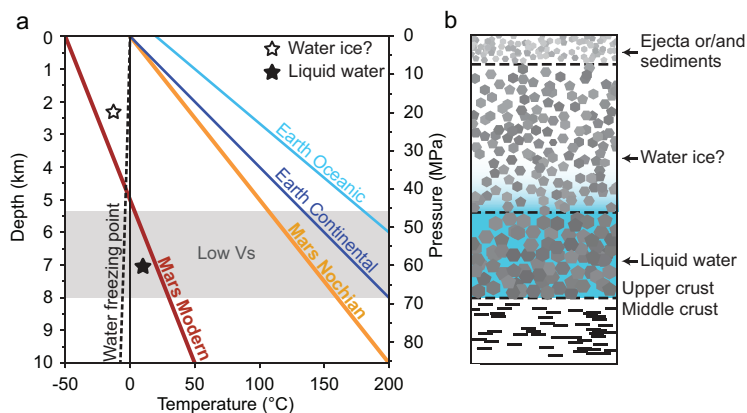 a
b
0
1
2
3
4
5
6
7
8
9
10
Depth (km)
-50
0
50
100
150
200
Temperature (°C)
0
10
20
30
40
50
60
70
80
Pressure (MPa)
Water ice?
Liquid water
Earth Oceanic
Earth Continental
Mars Nochian
Mars Modern
Water freezing point
Low Vs
Ejecta or/and
sediments
Water ice?
Liquid water
Upper crust
Middle crust